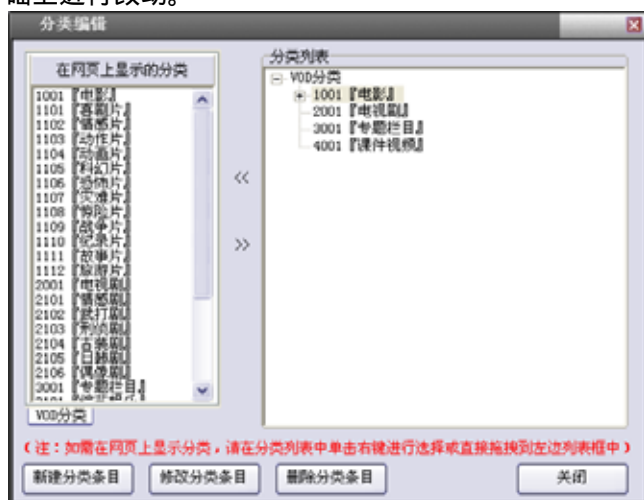 分类编辑
在网页上显示的分类
1001『电影』
1101『喜剧片』
1102『情感片』
1103『动作片』
1104『动画片』
1105『科幻片』
1106『恐怖片』
1107『灾难片』
1108『惊险片』
1109『战争片』
1110『纪录片』
1111『故事片』
1112『旅游片』
2001『电视剧』
2101『情感剧』
2102『武打剧』
2103『刑侦剧』
2104『古装剧』
2105『日韩剧』
2106『偶像剧』
3001『专题栏目』
VOD分类
<<
>>
分类列表
VOD分类
1001『电影』
2001『电视剧』
3001『专题栏目』
4001『课件视频』
(注：如需在网页上显示分类，请在分类列表中单击右键进行选择或直接拖拽到左边列表框中)
新建分类条目
修改分类条目
删除分类条目
关闭